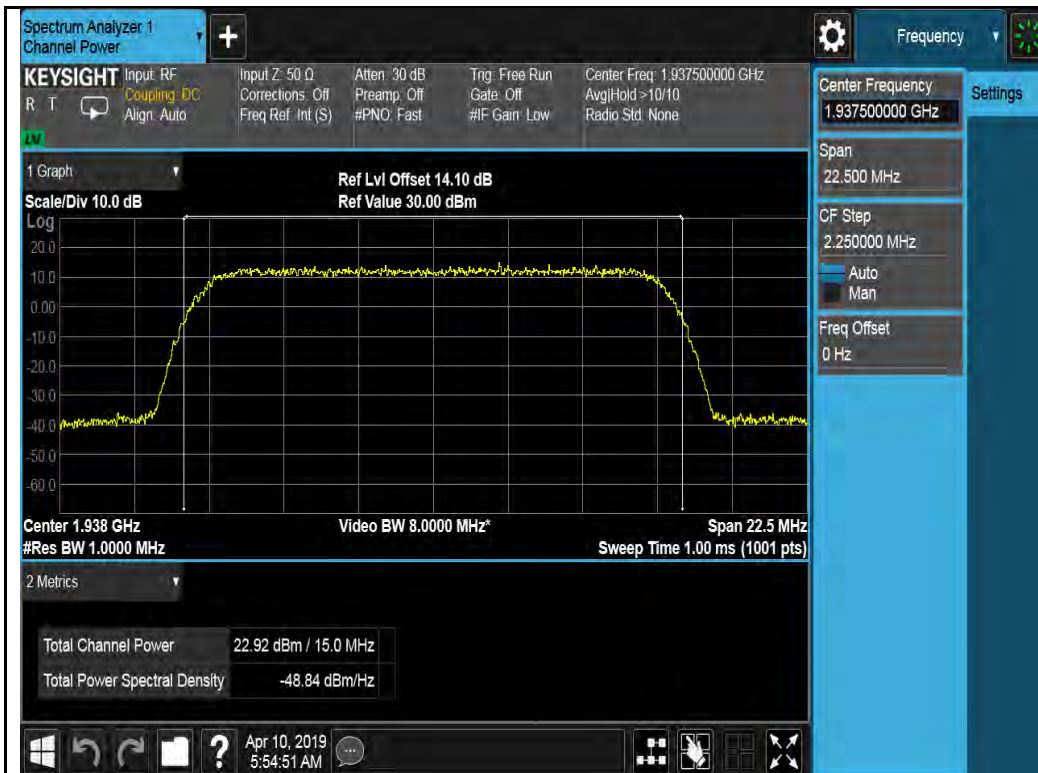 Spectrum Analyzer 1
Channel Power
+
Frequency
KEYSIGHT
R T
LV
Input: RF
Coupling: DC
Align: Auto
Input Z: 50 Ω
Corrections: Off
Freq Ref: Int (S)
Atten: 30 dB
Preamp: Off
#PNO: Fast
Trig: Free Run
Gate: Off
#IF Gain: Low
Center Freq: 1.937500000 GHz
Avg|Hold >10/10
Radio Std: None
Center Frequency
1.937500000 GHz
Settings
Span
22.500 MHz
CF Step
2.250000 MHz
Auto
Man
Freq Offset
0 Hz
1 Graph
Scale/Div 10.0 dB
Ref Lvl Offset 14.10 dB
Ref Value 30.00 dBm
Log
20.0
10.0
0.00
-10.0
-20.0
-30.0
-40.0
-50.0
-60.0
Center 1.938 GHz
#Res BW 1.0000 MHz
Video BW 8.0000 MHz*
Span 22.5 MHz
Sweep Time 1.00 ms (1001 pts)
2 Metrics
Total Channel Power 22.92 dBm / 15.0 MHz
Total Power Spectral Density -48.84 dBm/Hz
?
Apr 10, 2019
5:54:51 AM